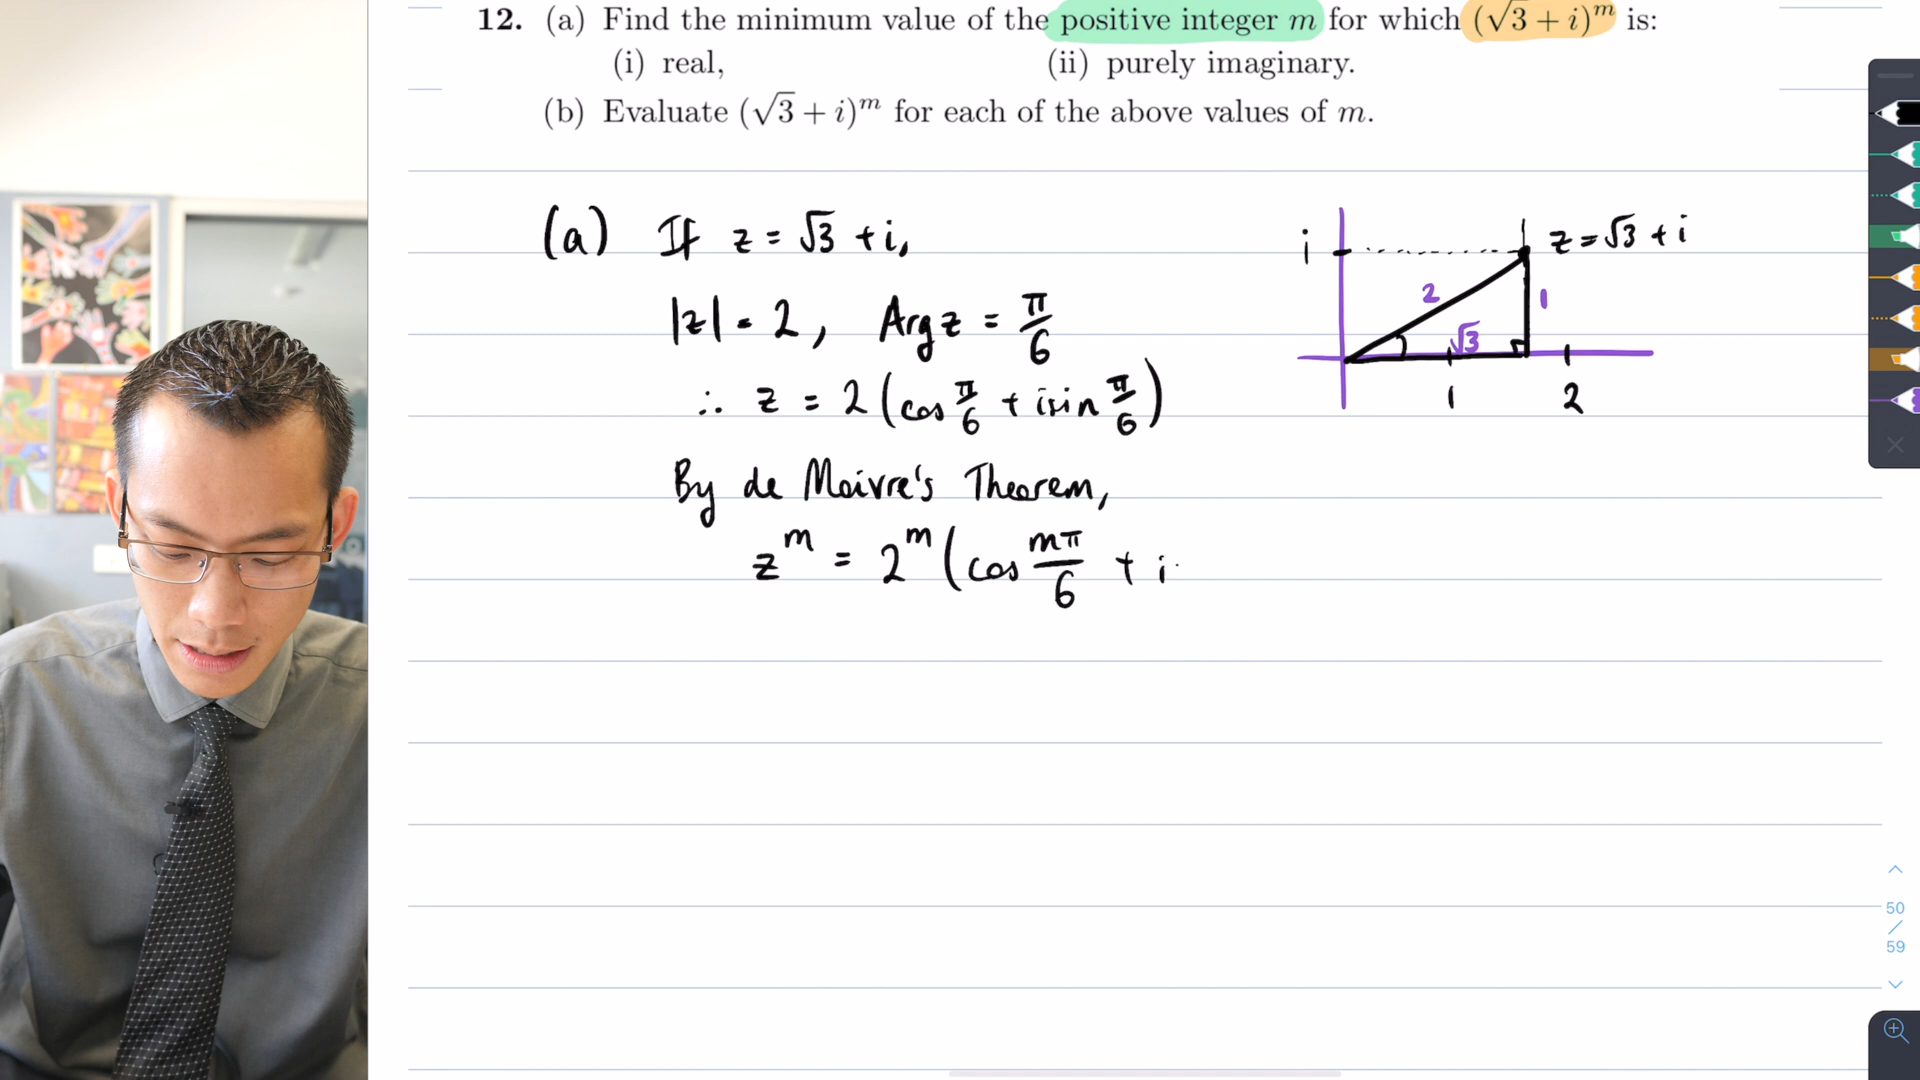 12. (a) Find the minimum value of the positive integer m for which (√3 + i)^m is:
(i) real, (ii) purely imaginary.
(b) Evaluate (√3 + i)^m for each of the above values of m.
(a) If z = √3 + i,
|z| = 2, Arg z = π/6
∴ z = 2 (cos π/6 + i sin π/6)
By de Moivre's Theorem,
z^m = 2^m (cos mπ/6 + i
i
z = √3 + i
2
1
√3
1 2
50
/
59